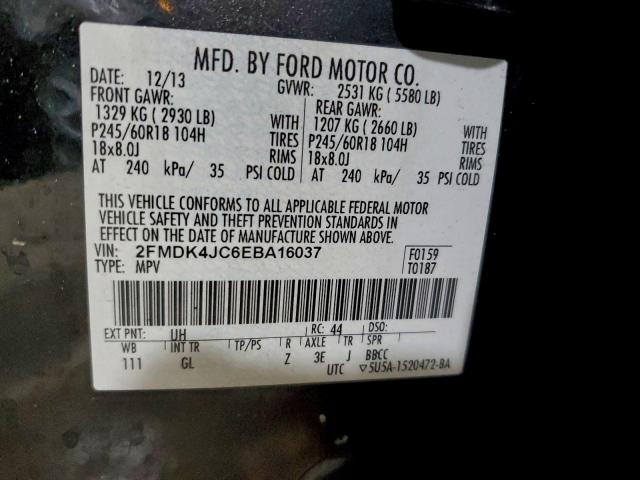 MFD. BY FORD MOTOR CO.
DATE: 12/13 GVWR: 2531 KG ( 5580 LB)
FRONT GAWR: REAR GAWR:
1329 KG ( 2930 LB) WITH 1207 KG ( 2660 LB) WITH
P245/60R18 104H TIRES P245/60R18 104H TIRES
18x8.0J RIMS 18x8.0J RIMS
AT 240 kPa/ 35 PSI COLD AT 240 kPa/ 35 PSI COLD
THIS VEHICLE CONFORMS TO ALL APPLICABLE FEDERAL MOTOR
VEHICLE SAFETY AND THEFT PREVENTION STANDARDS IN
EFFECT ON THE DATE OF MANUFACTURE SHOWN ABOVE.
VIN: 2FMDK4JC6EBA16037 F0159
TYPE: MPV T0187
EXT PNT: UH RC: 44 DSO:
WB INT TR TP/PS R AXLE TR SPR
111 GL Z 3E J BBCC
UTC ▽5U5A-1520472-BA